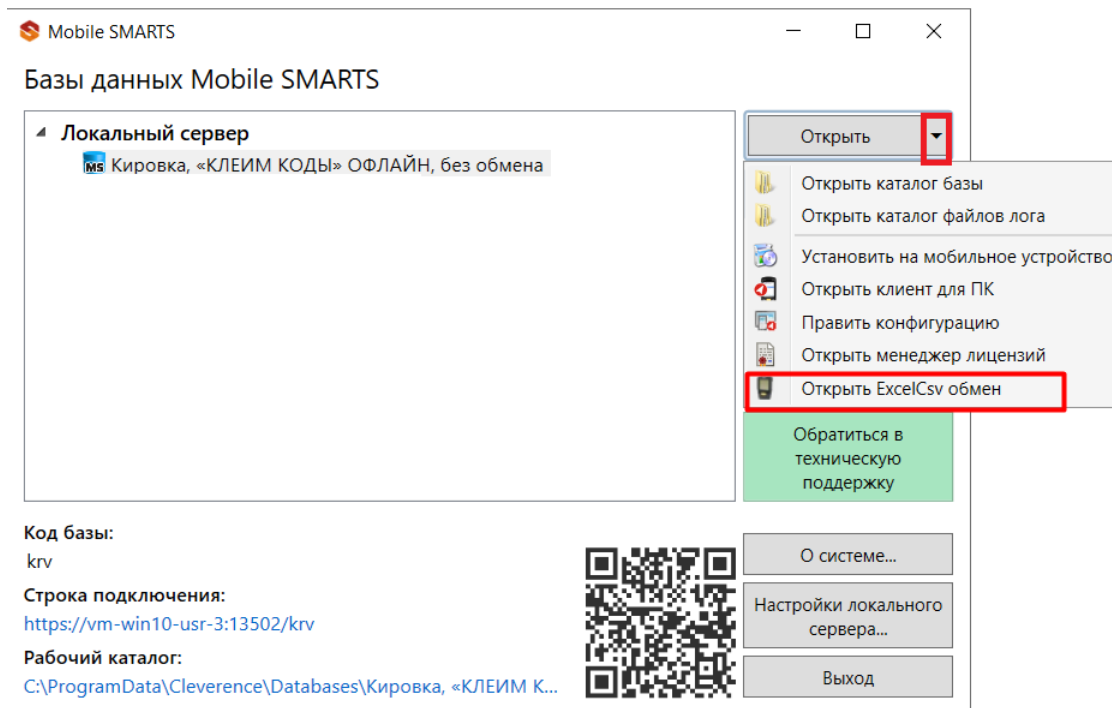 Mobile SMARTS
Базы данных Mobile SMARTS
Локальный сервер
MS Кировка, «КЛЕИМ КОДЫ» ОФЛАЙН, без обмена
Открыть
Открыть каталог базы
Открыть каталог файлов лога
Установить на мобильное устройство
Открыть клиент для ПК
Править конфигурацию
Открыть менеджер лицензий
Открыть ExcelCsv обмен
Обратиться в
техническую
поддержку
Код базы:
krv
Строка подключения:
https://vm-win10-usr-3:13502/krv
Рабочий каталог:
C:\ProgramData\Cleverence\Databases\Кировка, «КЛЕИМ К...
О системе...
Настройки локального
сервера...
Выход